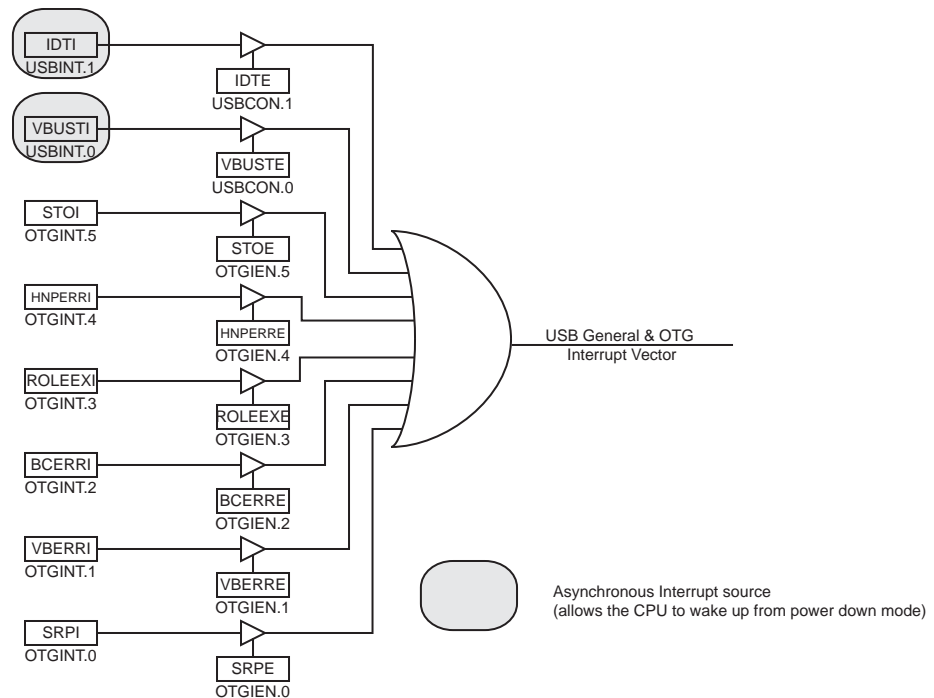 IDTI
USBINT.1
IDTE
USBCON.1
VBUSTI
USBINT.0
VBUSTE
USBCON.0
STOI
OTGINT.5
STOE
OTGIEN.5
HNPERRI
OTGINT.4
HNPERRE
OTGIEN.4
USB General & OTG
Interrupt Vector
ROLEEXI
OTGINT.3
ROLEEXE
OTGIEN.3
BCERRI
OTGINT.2
BCERRE
OTGIEN.2
VBERRI
OTGINT.1
VBERRE
OTGIEN.1
Asynchronous Interrupt source
(allows the CPU to wake up from power down mode)
SRPI
OTGINT.0
SRPE
OTGIEN.0